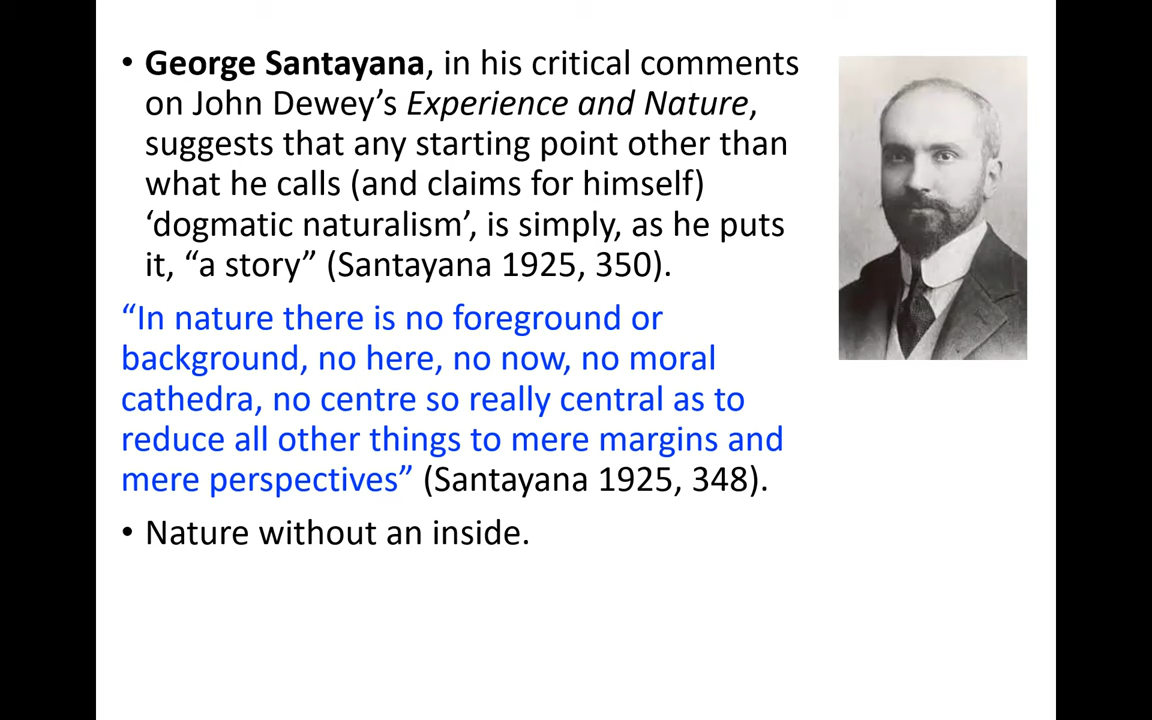 • George Santayana, in his critical comments
on John Dewey’s Experience and Nature,
suggests that any starting point other than
what he calls (and claims for himself)
‘dogmatic naturalism’, is simply, as he puts
it, “a story” (Santayana 1925, 350).
“In nature there is no foreground or
background, no here, no now, no moral
cathedra, no centre so really central as to
reduce all other things to mere margins and
mere perspectives” (Santayana 1925, 348).
• Nature without an inside.